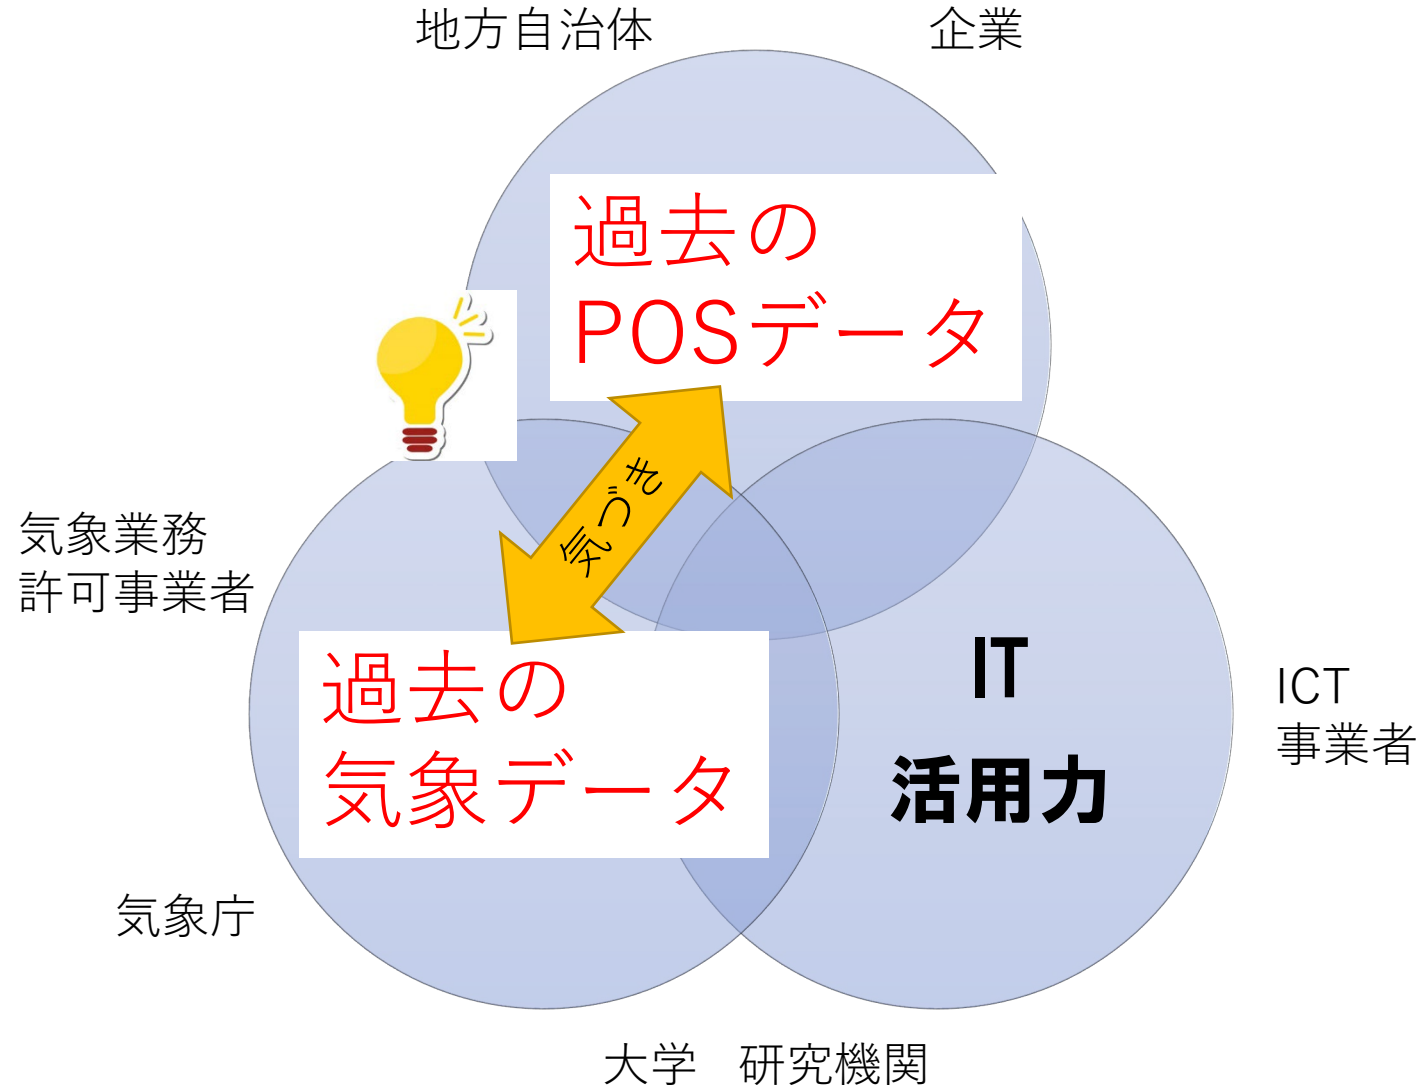 地方自治体
企業
過去の
POSデータ
気づき
気象業務
許可事業者
過去の
気象データ
IT
活用力
ICT
事業者
気象庁
大学　研究機関